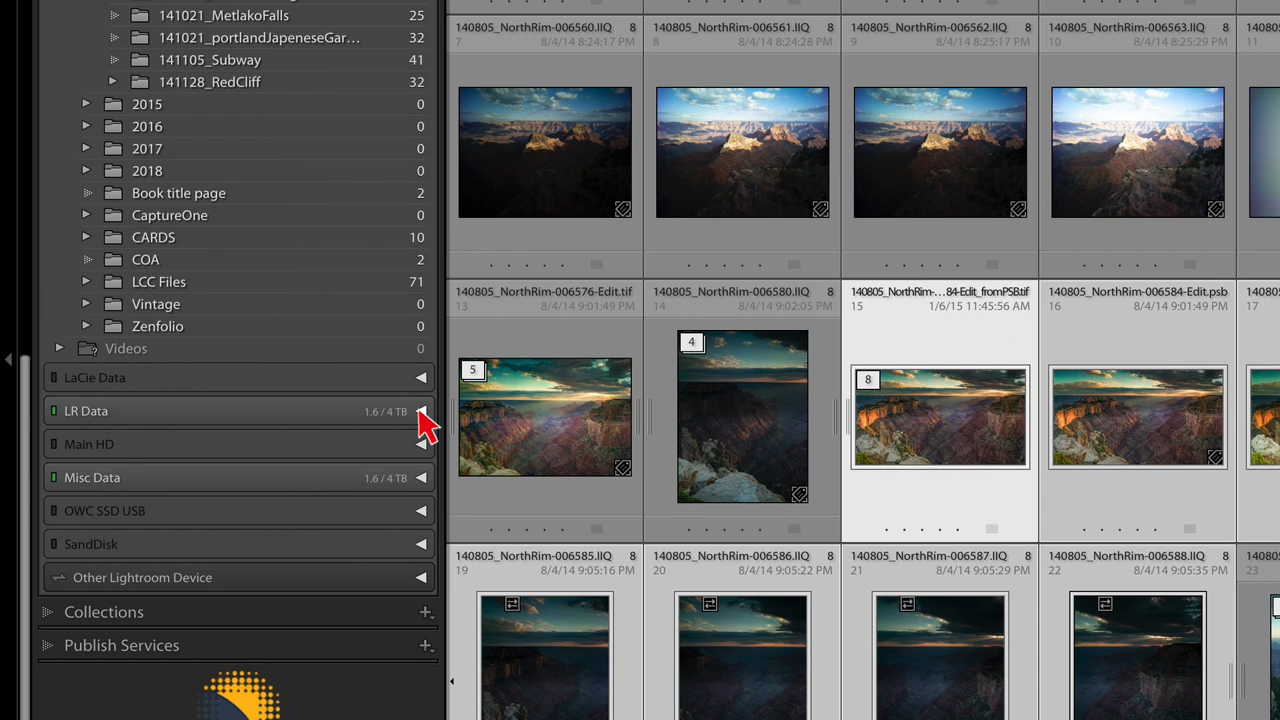 141021_MetlakoFalls 25
141021_portlandJapeneseGar... 32
141105_Subway 41
141128_RedCliff 32
2015 0
2016 0
2017 0
2018 0
Book title page 2
CaptureOne 0
CARDS 10
COA 2
LCC Files 71
Vintage 0
Zenfolio 0
Videos 0
LaCie Data
LR Data 1.6 / 4 TB
Main HD
Misc Data 1.6 / 4 TB
OWC SSD USB
SandDisk
Other Lightroom Device
Collections
Publish Services
140805_NorthRim-006560.IIQ 8
7 8/4/14 8:24:17 PM
140805_NorthRim-006561.IIQ 8
8 8/4/14 8:24:28 PM
140805_NorthRim-006562.IIQ 8
9 8/4/14 8:25:17 PM
140805_NorthRim-006563.IIQ 8
10 8/4/14 8:25:29 PM
14080
11
140805_NorthRim-006576-Edit.tif
13 8/4/14 9:01:49 PM
5
140805_NorthRim-006580.IIQ 8
14 8/4/14 9:02:05 PM
4
140805_NorthRim-...84-Edit_fromPSB.tif
15 1/6/15 11:45:56 AM
8
140805_NorthRim-006584-Edit.psb
16 8/4/14 9:01:49 PM
14080
17
140805_NorthRim-006585.IIQ 8
19 8/4/14 9:05:16 PM
140805_NorthRim-006586.IIQ 8
20 8/4/14 9:05:22 PM
140805_NorthRim-006587.IIQ 8
21 8/4/14 9:05:29 PM
140805_NorthRim-006588.IIQ 8
22 8/4/14 9:05:35 PM
14080
23